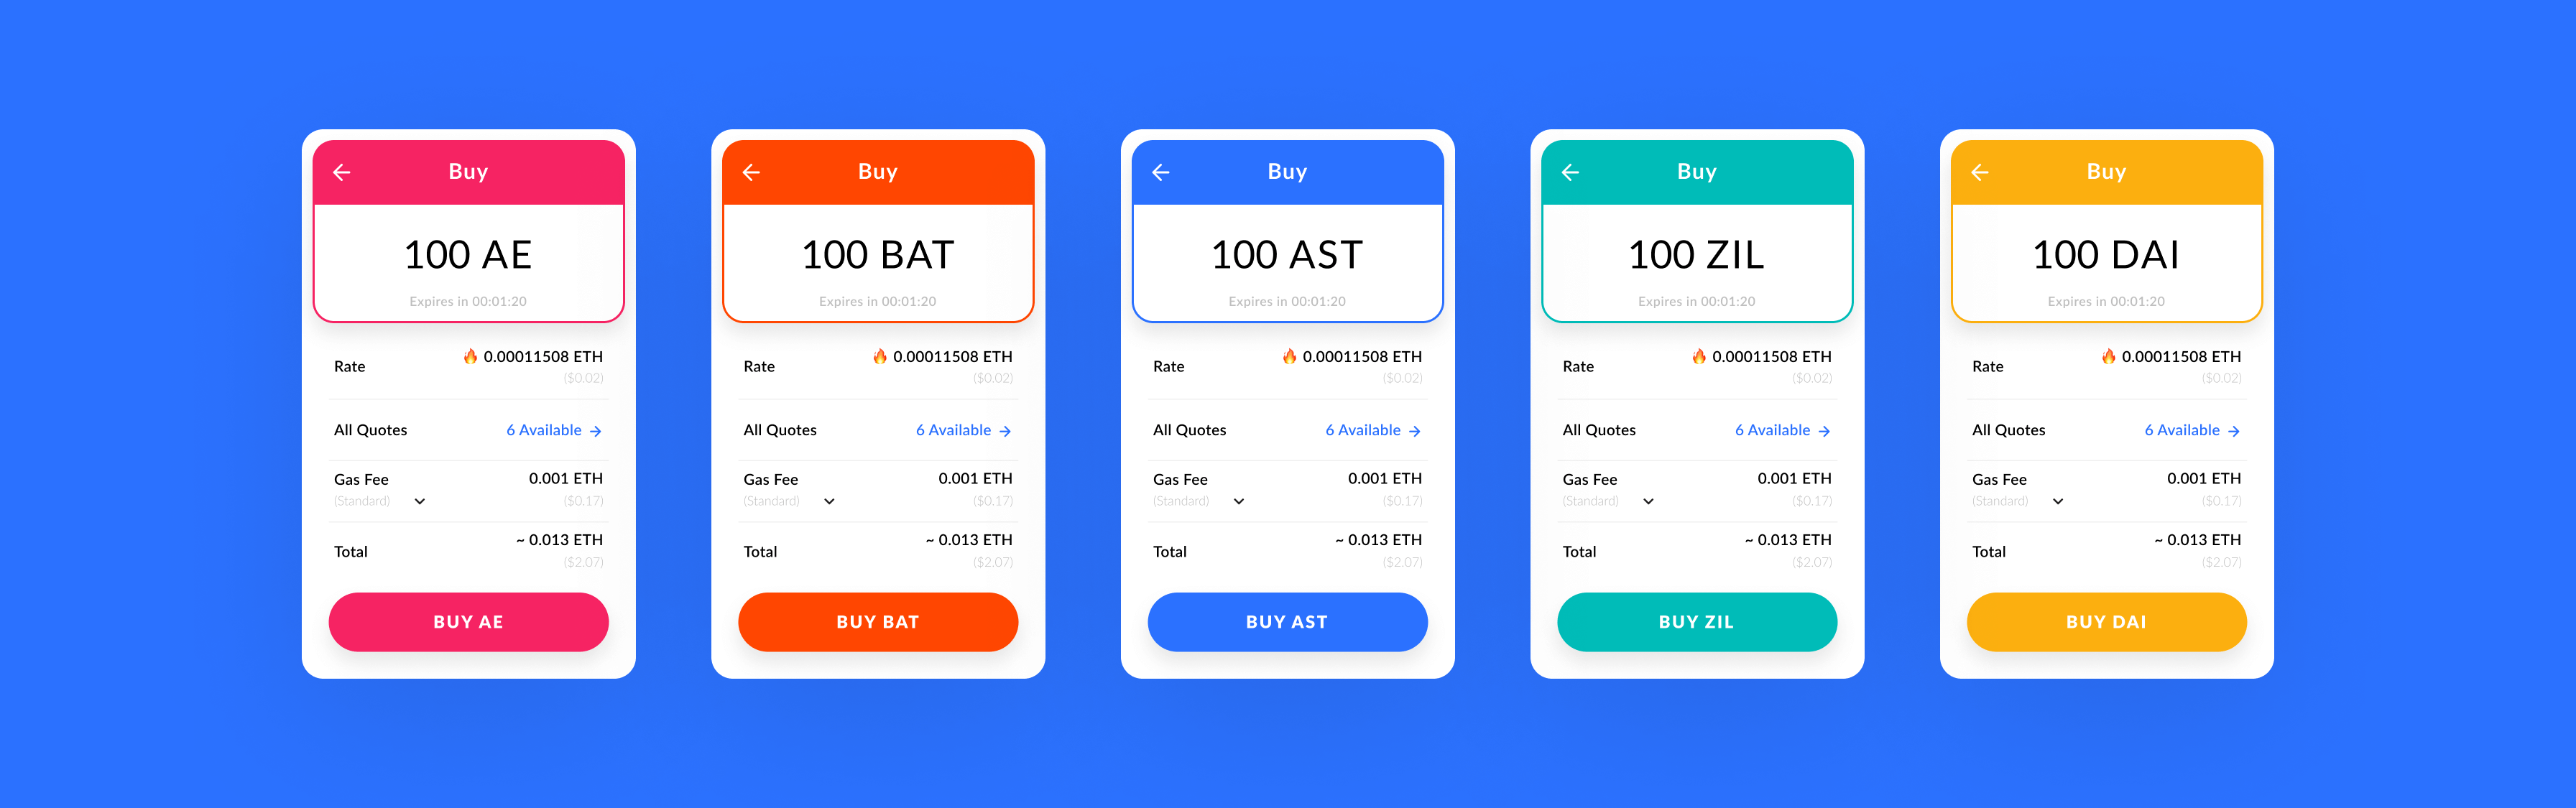 Buy
100 AE
Expires in 00:01:20
Rate
🔥 0.00011508 ETH
($0.02)
All Quotes
6 Available →
Gas Fee
0.001 ETH
(Standard)
($0.17)
Total
~ 0.013 ETH
($2.07)
BUY AE
Buy
100 BAT
Expires in 00:01:20
Rate
🔥 0.00011508 ETH
($0.02)
All Quotes
6 Available →
Gas Fee
0.001 ETH
(Standard)
($0.17)
Total
~ 0.013 ETH
($2.07)
BUY BAT
Buy
100 AST
Expires in 00:01:20
Rate
🔥 0.00011508 ETH
($0.02)
All Quotes
6 Available →
Gas Fee
0.001 ETH
(Standard)
($0.17)
Total
~ 0.013 ETH
($2.07)
BUY AST
Buy
100 ZIL
Expires in 00:01:20
Rate
🔥 0.00011508 ETH
($0.02)
All Quotes
6 Available →
Gas Fee
0.001 ETH
(Standard)
($0.17)
Total
~ 0.013 ETH
($2.07)
BUY ZIL
Buy
100 DAI
Expires in 00:01:20
Rate
🔥 0.00011508 ETH
($0.02)
All Quotes
6 Available →
Gas Fee
0.001 ETH
(Standard)
($0.17)
Total
~ 0.013 ETH
($2.07)
BUY DAI